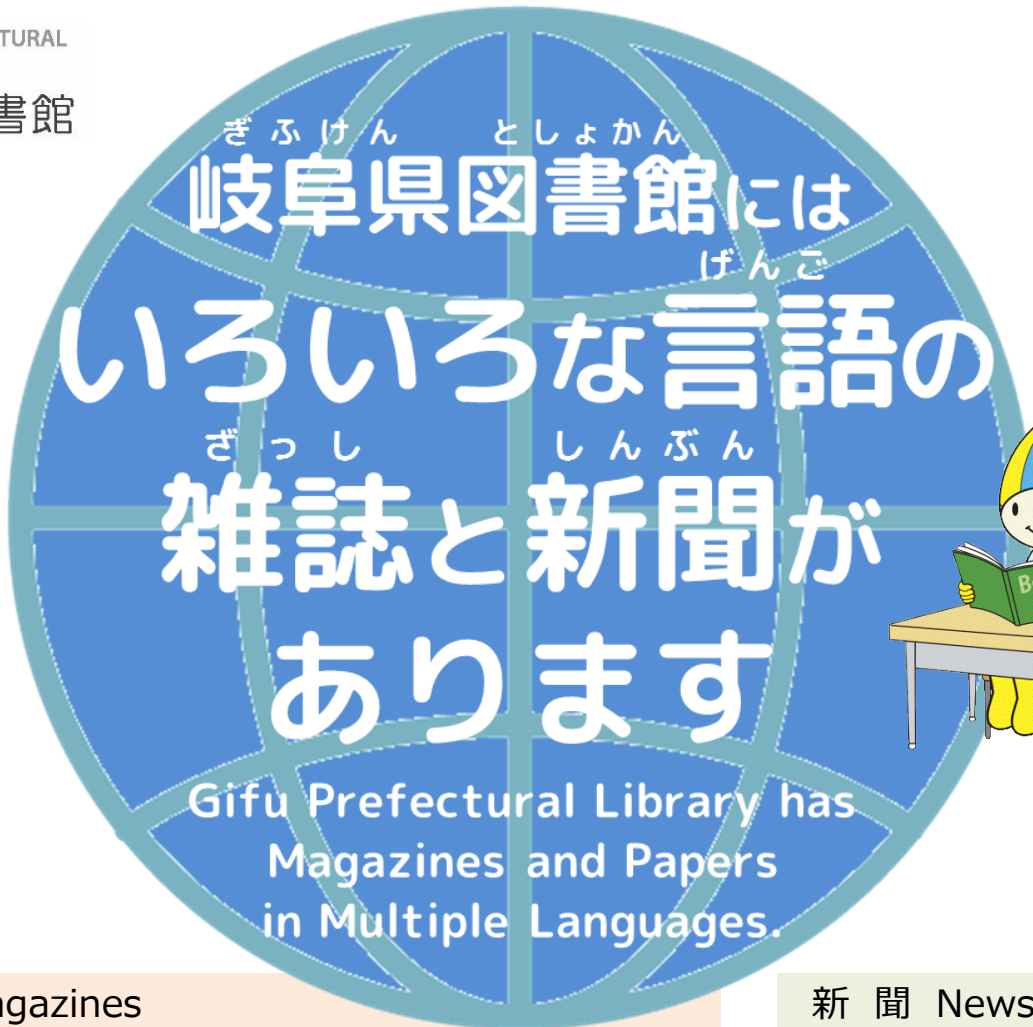 TURAL
書館
ぎふけん としょかん
岐阜県図書館には
げんご
いろいろな言語の
ざっし しんぶん
雑誌と新聞が
あります
Gifu Prefectural Library has
Magazines and Papers
in Multiple Languages.
agazines
新 聞 News